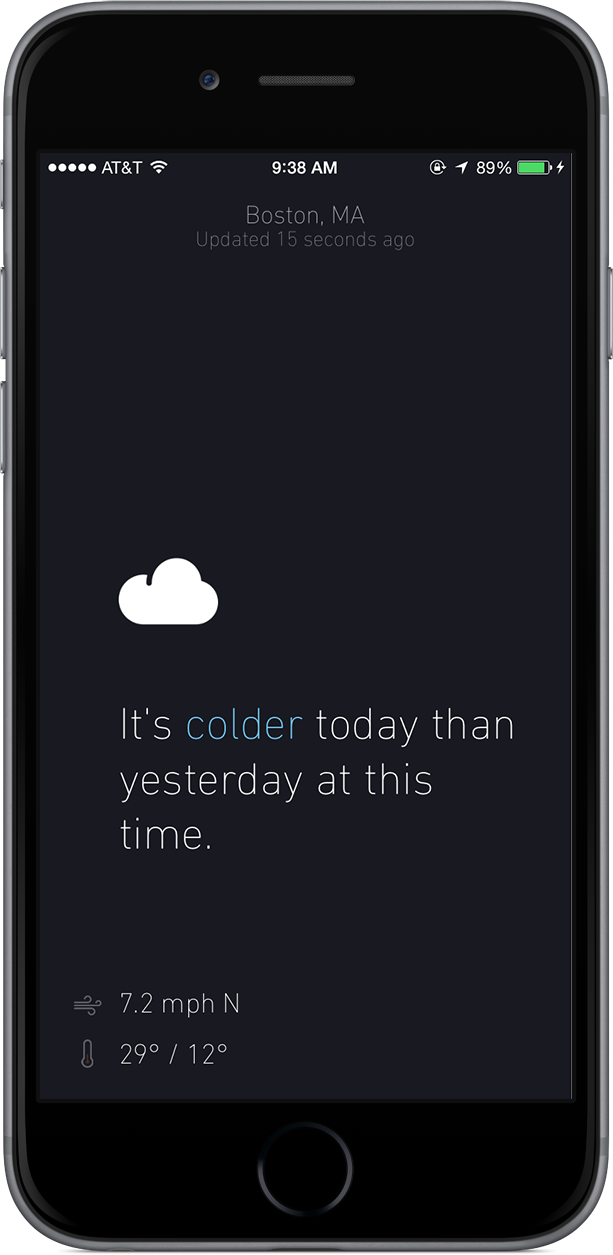 AT&T 9:38 AM 89%
Boston, MA
Updated 15 seconds ago
It's colder today than
yesterday at this
time.
7.2 mph N
29° / 12°